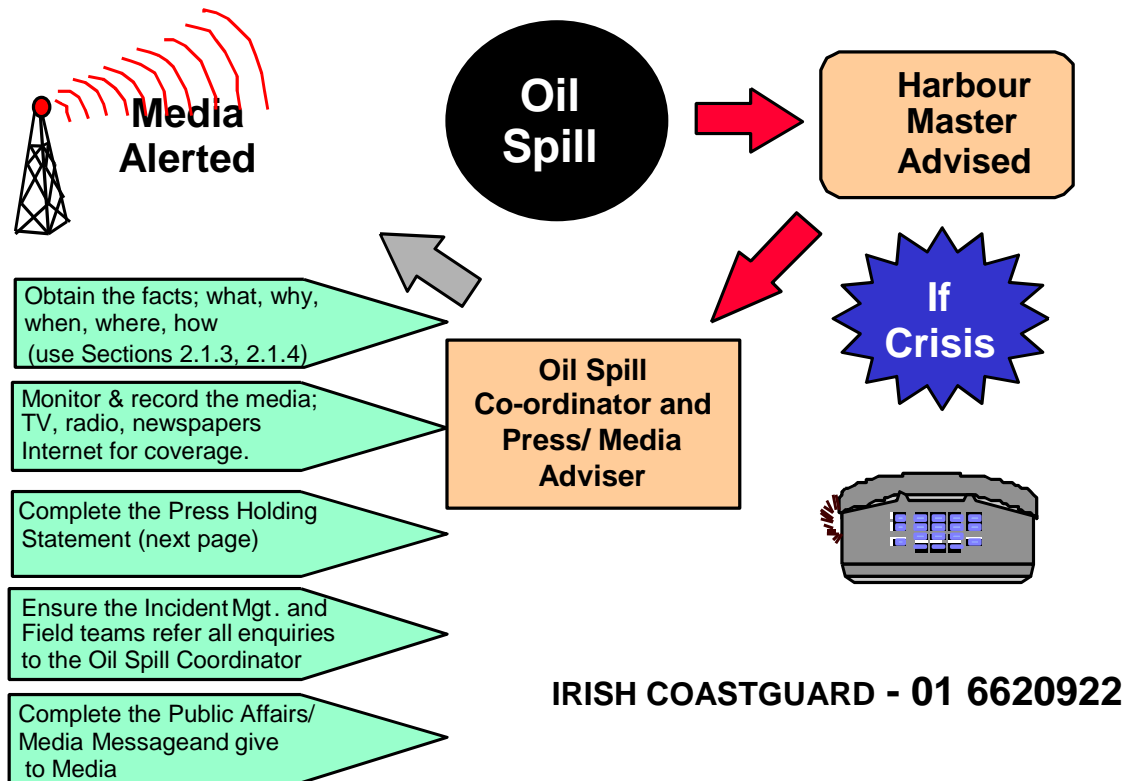 Media
Alerted
Oil
Spill
Harbour
Master
Advised
If
Crisis
Obtain the facts; what, why,
when, where, how
(use Sections 2.1.3, 2.1.4)
Monitor & record the media;
TV, radio, newspapers
Internet for coverage.
Complete the Press Holding
Statement (next page)
Ensure the Incident Mgt. and
Field teams refer all enquiries
to the Oil Spill Coordinator
Complete the Public Affairs/
Media Messageand give
to Media
Oil Spill
Co-ordinator and
Press/ Media
Adviser
IRISH COASTGUARD - 01 6620922